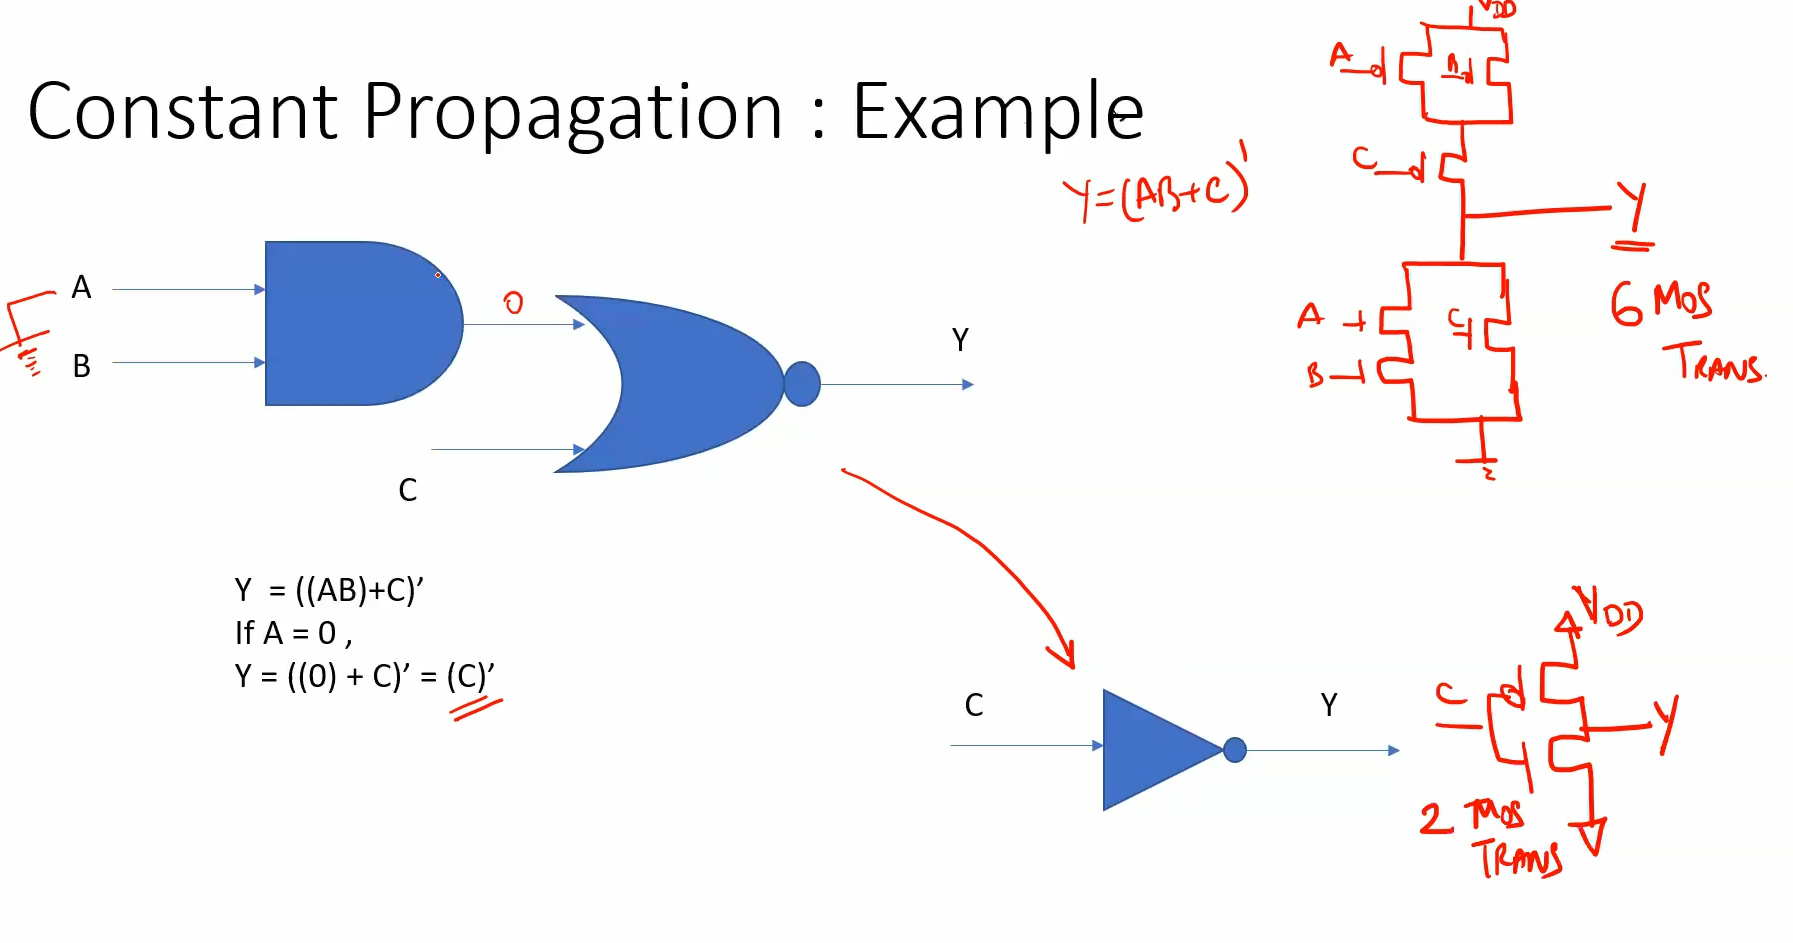 Constant Propagation : Example
Y=(AB+C)'
VDD
A
C
Y
6 MOS
TRANS.
A
B
C
A
B
0
C
Y
Y = ((AB)+C)’
If A = 0 ,
Y = ((0) + C)’ = (C)’
C
Y
VDD
C
Y
2 MOS
TRANS